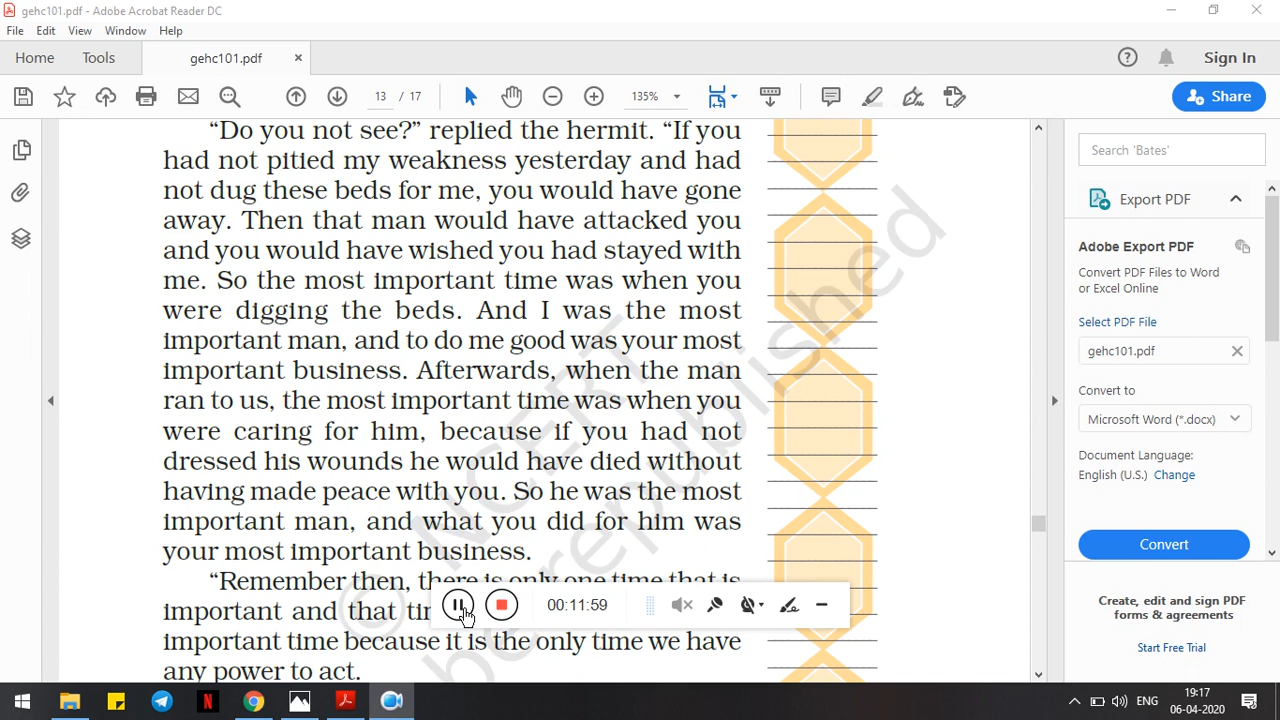 gehc101.pdf - Adobe Acrobat Reader DC
File Edit View Window Help
Home Tools gehc101.pdf × Sign In
13 / 17 135% Share
“Do you not see?” replied the hermit. “If you
had not pitied my weakness yesterday and had
not dug these beds for me, you would have gone
away. Then that man would have attacked you
and you would have wished you had stayed with
me. So the most important time was when you
were digging the beds. And I was the most
important man, and to do me good was your most
important business. Afterwards, when the man
ran to us, the most important time was when you
were caring for him, because if you had not
dressed his wounds he would have died without
having made peace with you. So he was the most
important man, and what you did for him was
your most important business.
“Remember then, there is only one time that is
important and that
important time because it is the only time we have
any power to act.
© NCERT
be republished
00:11:59
Search 'Bates'
Export PDF
Adobe Export PDF
Convert PDF Files to Word
or Excel Online
Select PDF File
gehc101.pdf
Convert to
Microsoft Word (*.docx)
Document Language:
English (U.S.) Change
Convert
Create, edit and sign PDF
forms & agreements
Start Free Trial
ENG
19:17
06-04-2020